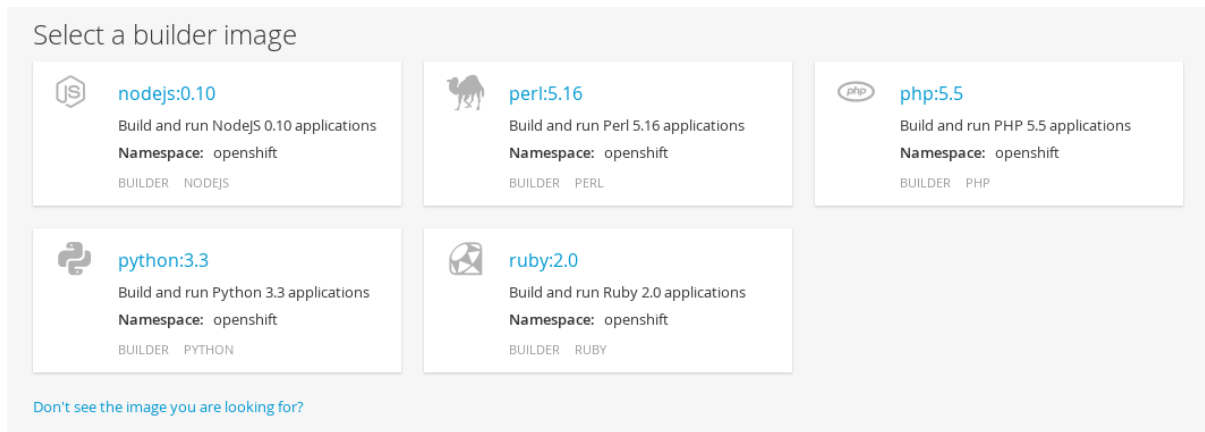 Select a builder image
JS
nodejs:0.10
Build and run NodeJS 0.10 applications
Namespace: openshift
BUILDER NODEJS
perl:5.16
Build and run Perl 5.16 applications
Namespace: openshift
BUILDER PERL
php
php:5.5
Build and run PHP 5.5 applications
Namespace: openshift
BUILDER PHP
python:3.3
Build and run Python 3.3 applications
Namespace: openshift
BUILDER PYTHON
ruby:2.0
Build and run Ruby 2.0 applications
Namespace: openshift
BUILDER RUBY
Don't see the image you are looking for?